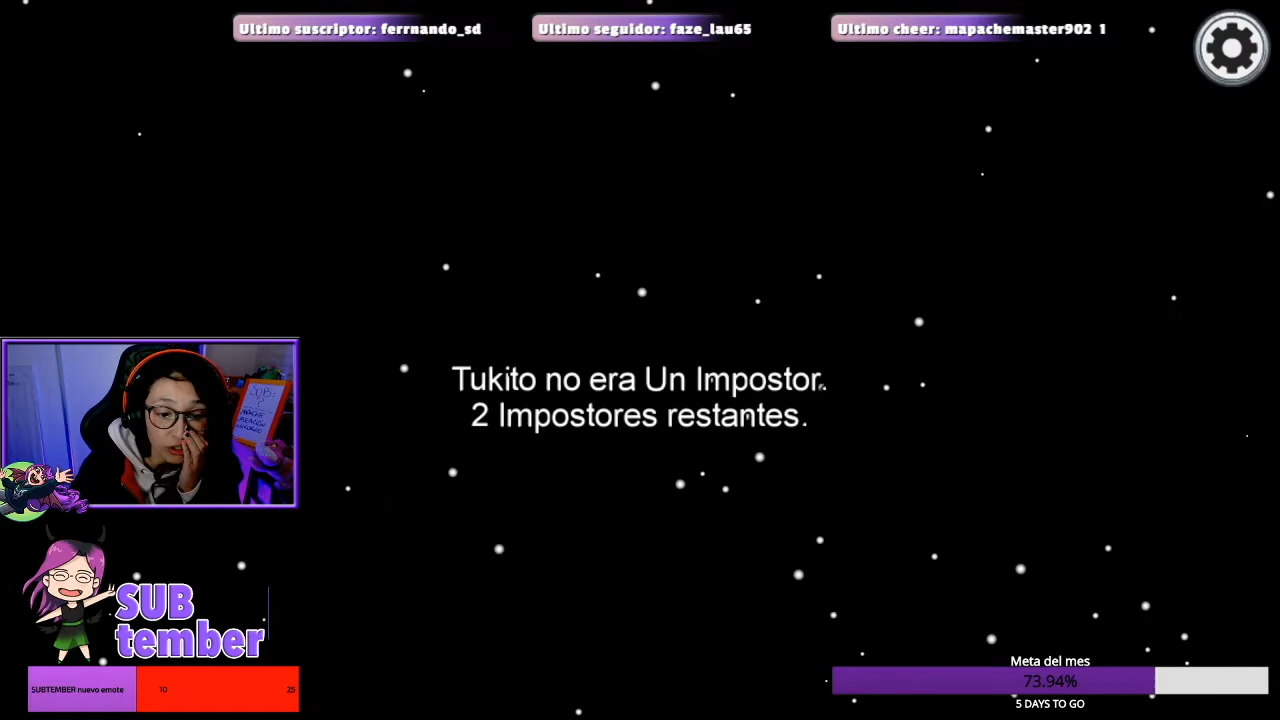 Ultimo suscriptor: ferrnando_sd
Ultimo seguidor: faze_lau65
Ultimo cheer: mapachemaster902 1
Tukito no era Un Impostor.
2 Impostores restantes.
SUB
tember
SUBTEMBER nuevo emote
10
25
Meta del mes
73.94%
5 DAYS TO GO